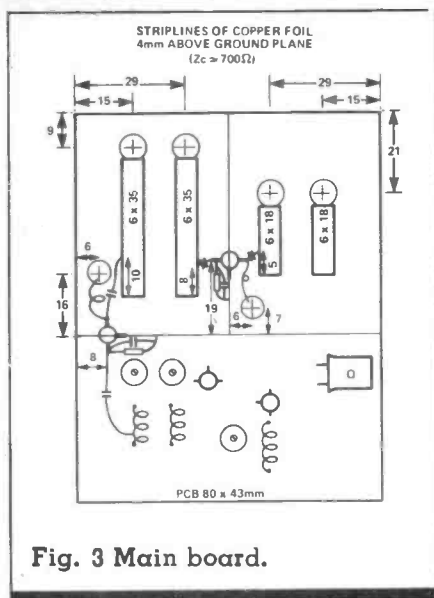 STRIPLINES OF COPPER FOIL
4mm ABOVE GROUND PLANE
(Zc ≈ 700Ω)
29
29
15
15
9
21
6 x 35
6 x 35
6 x 18
6 x 18
6
10
8
5
16
19
6
7
8
Ω
PCB 80 x 43mm
Fig. 3 Main board.